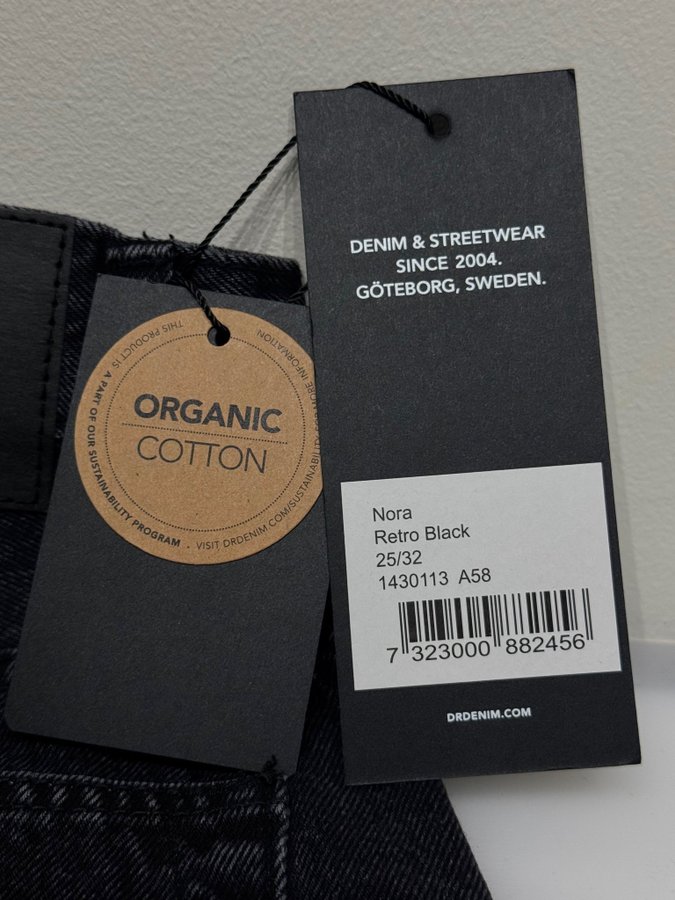 DENIM & STREETWEAR
SINCE 2004.
GÖTEBORG, SWEDEN.
THIS PRODUCT IS A PART OF OUR SUSTAINABILITY PROGRAM · VISIT DRDENIM.COM/SUSTAINABILITY MORE INFORMATION
ORGANIC
COTTON
Nora
Retro Black
25/32
1430113 A58
7 323000 882456
DRDENIM.COM